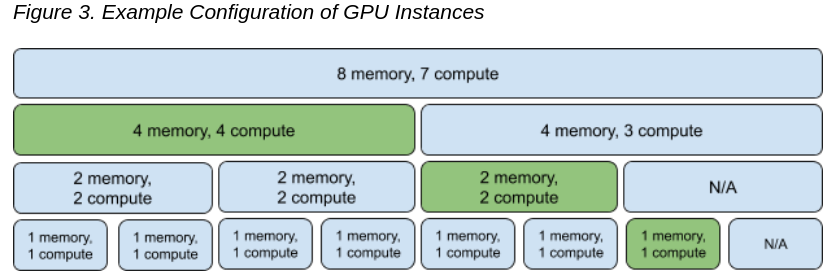 Figure 3. Example Configuration of GPU Instances
8 memory, 7 compute
4 memory, 4 compute
4 memory, 3 compute
2 memory,
2 compute
2 memory,
2 compute
2 memory,
2 compute
N/A
1 memory,
1 compute
1 memory,
1 compute
1 memory,
1 compute
1 memory,
1 compute
1 memory,
1 compute
1 memory,
1 compute
1 memory,
1 compute
N/A